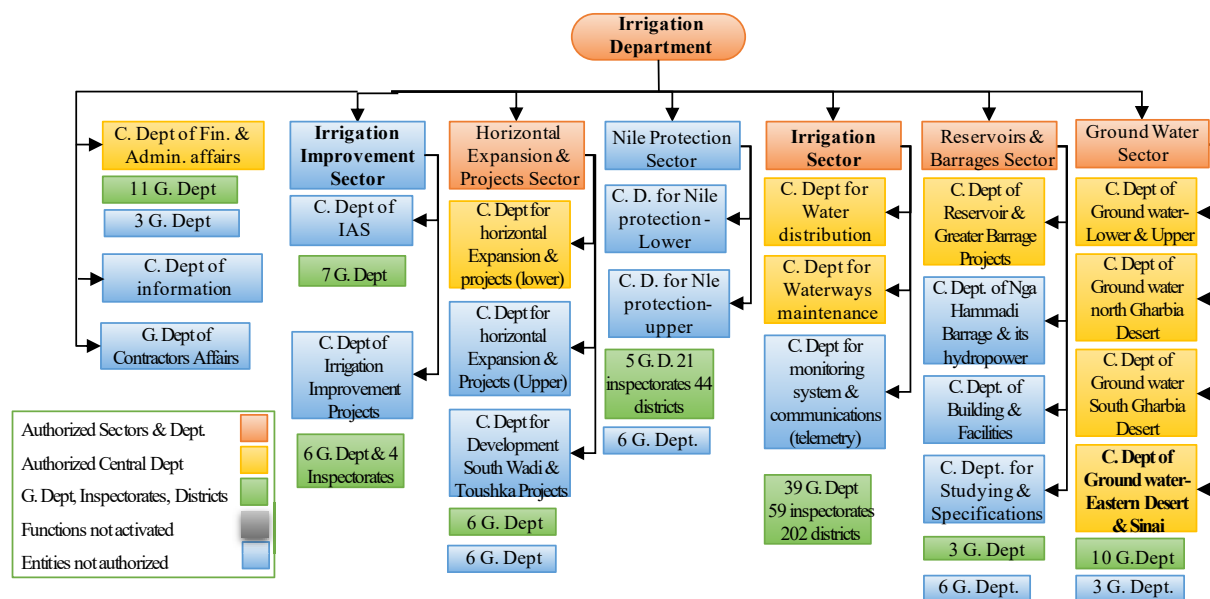 Irrigation
Department
C. Dept of Fin. &
Admin. affairs
11 G. Dept
3 G. Dept
C. Dept of
information
G. Dept of
Contractors Affairs
Irrigation
Improvement
Sector
C. Dept of
IAS
7 G. Dept
C. Dept of
Irrigation
Improvement
Projects
6 G. Dept & 4
Inspectorates
Horizontal
Expansion &
Projects Sector
C. Dept for
horizontal
Expansion &
projects (lower)
C. Dept for
horizontal
Expansion &
Projects (Upper)
C. Dept for
Development
South Wadi &
Toushka Projects
6 G. Dept
6 G. Dept
Nile Protection
Sector
C. D. for Nile
protection -
Lower
C. D. for Nle
protection-
upper
5 G. D. 21
inspectorates 44
districts
6 G. Dept.
Irrigation
Sector
C. Dept for
Water
distribution
C. Dept for
Waterways
maintenance
C. Dept for
monitoring
system &
communications
(telemetry)
39 G. Dept
59 inspectorates
202 districts
Reservoirs &
Barrages Sector
C. Dept of
Reservoir &
Greater Barrage
Projects
C. Dept. of Nga
Hammadi
Barrage & its
hydropower
C. Dept. of
Building &
Facilities
C. Dept. for
Studying &
Specifications
3 G. Dept
6 G. Dept.
Ground Water
Sector
C. Dept of
Ground water-
Lower & Upper
C. Dept of
Ground water
north Gharbia
Desert
C. Dept of
Ground water
South Gharbia
Desert
C. Dept of
Ground water-
Eastern Desert
& Sinai
10 G.Dept
3 G. Dept.
Authorized Sectors & Dept.
Authorized Central Dept
G. Dept, Inspectorates, Districts
Functions not activated
Entities not authorized